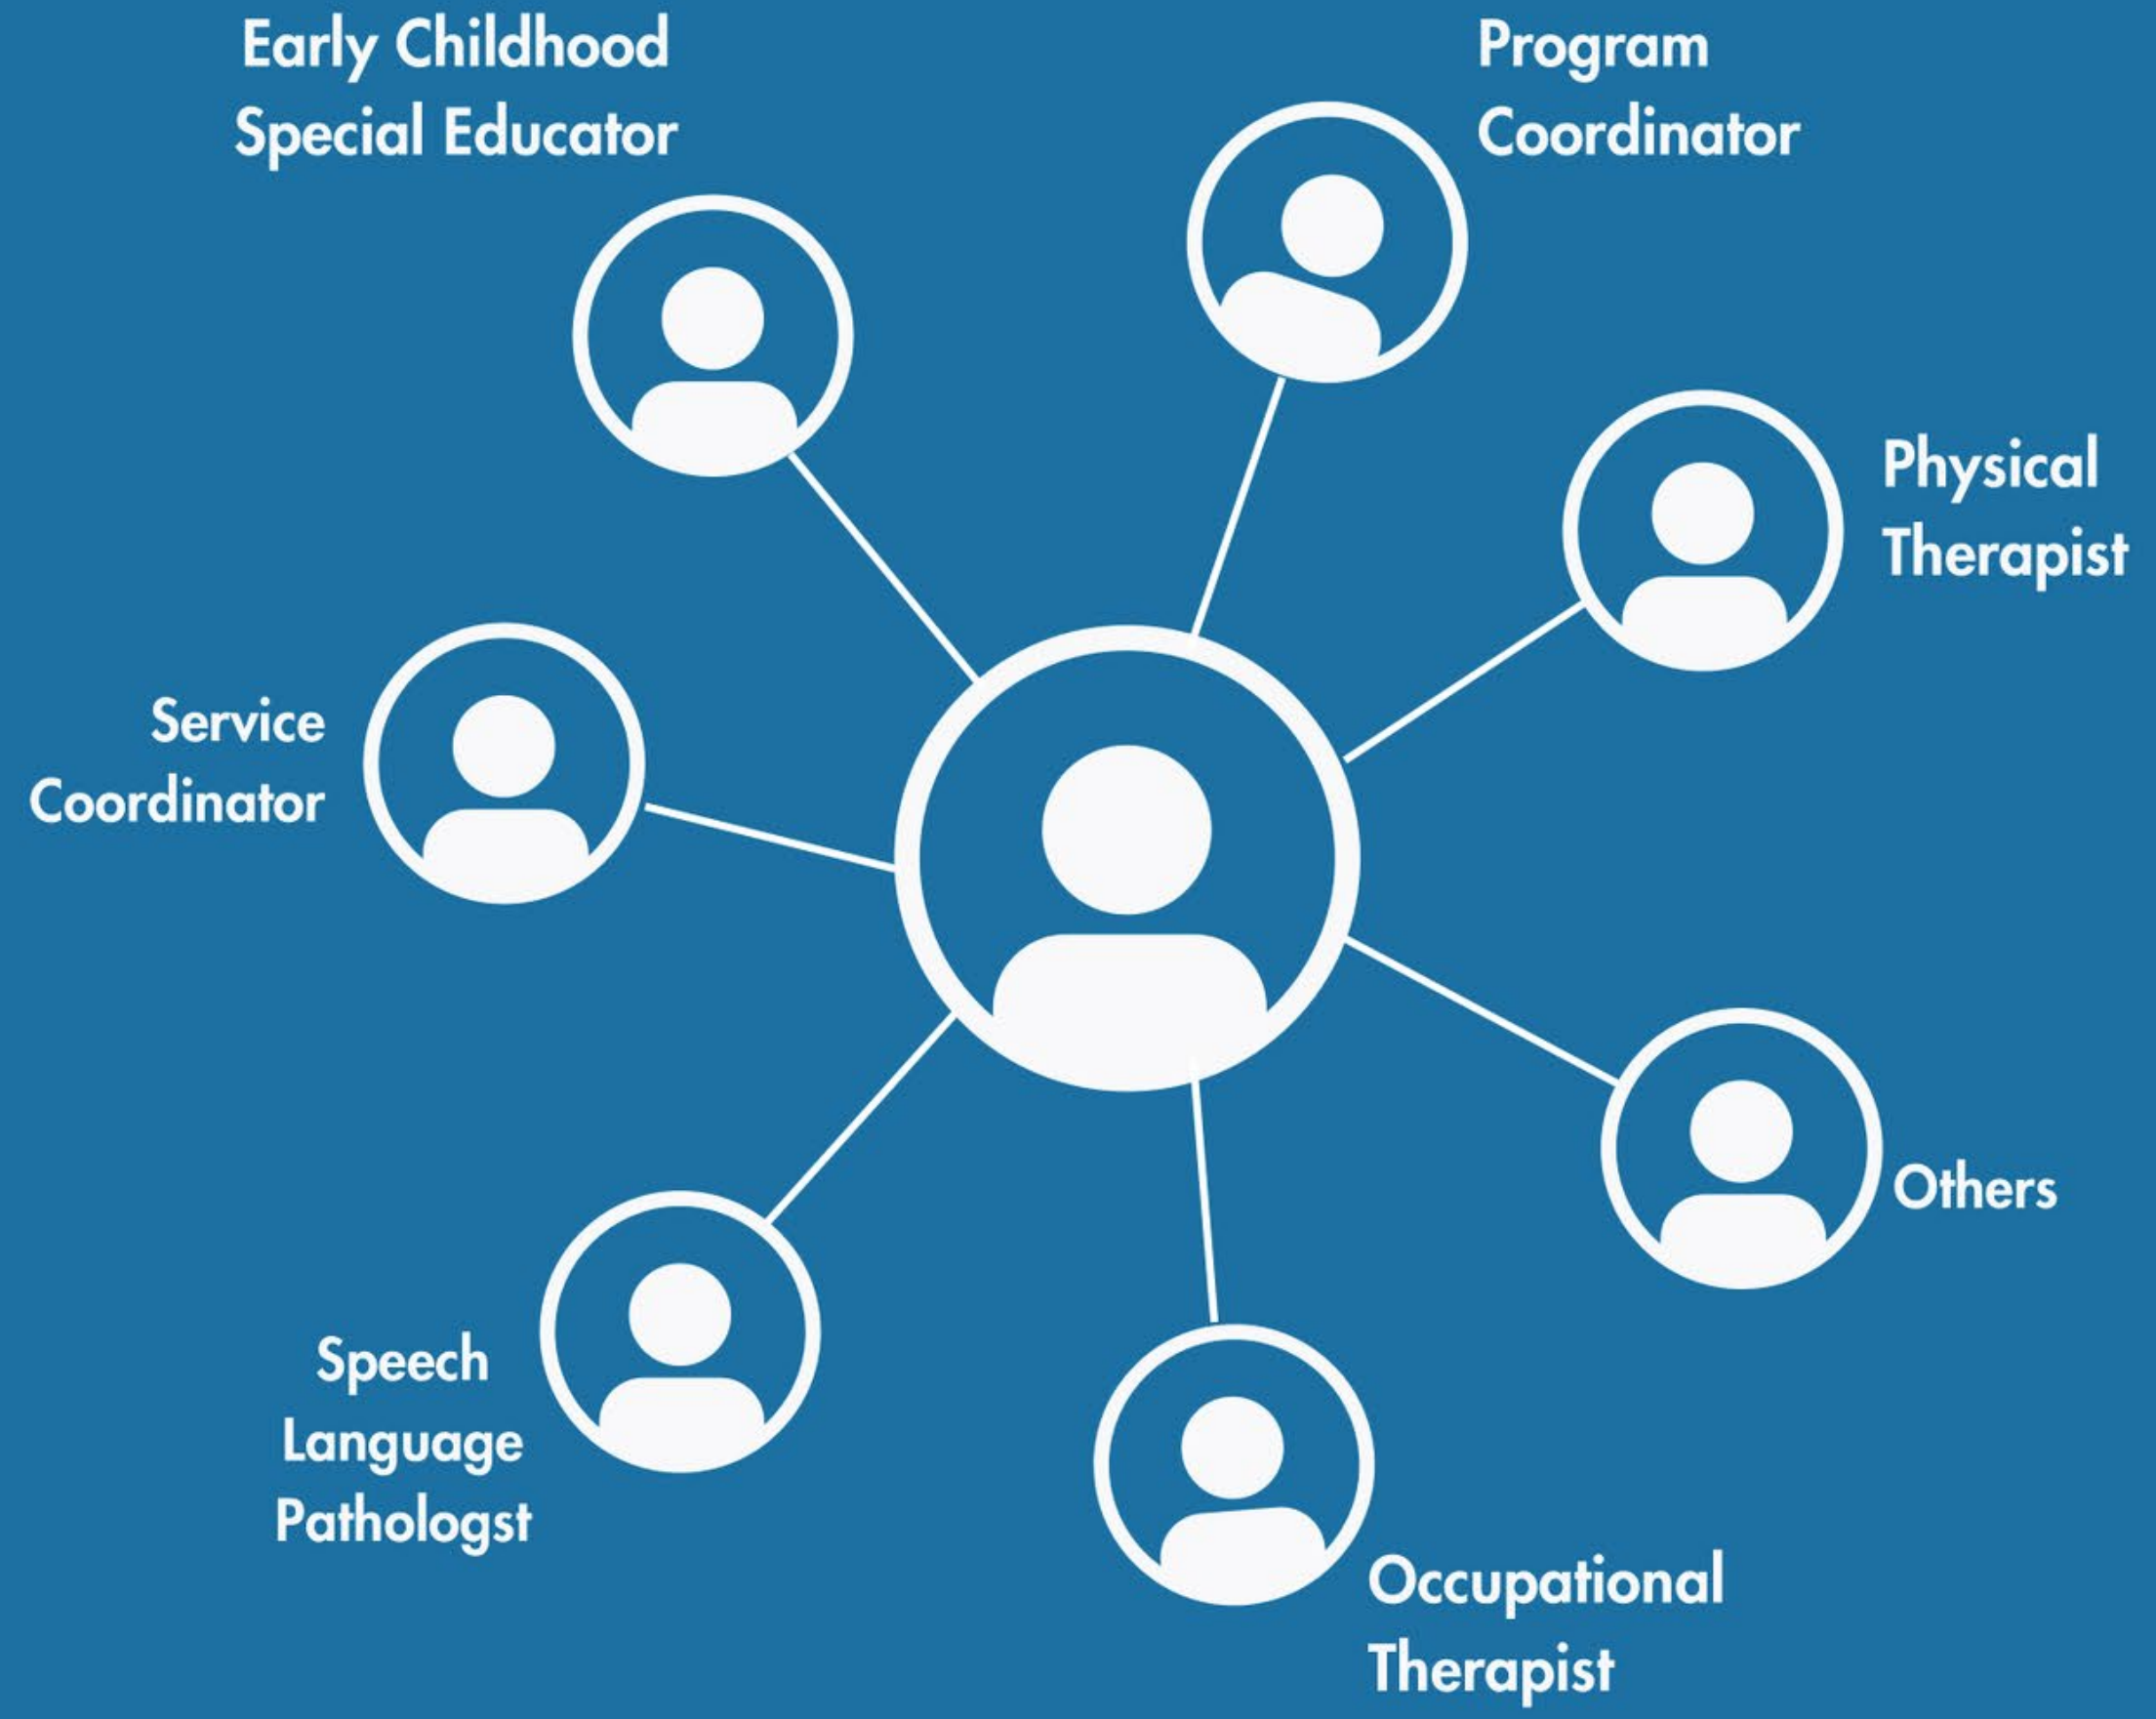 Early Childhood
Special Educator
Program
Coordinator
Physical
Therapist
Service
Coordinator
Others
Speech
Language
Pathologst
Occupational
Therapist